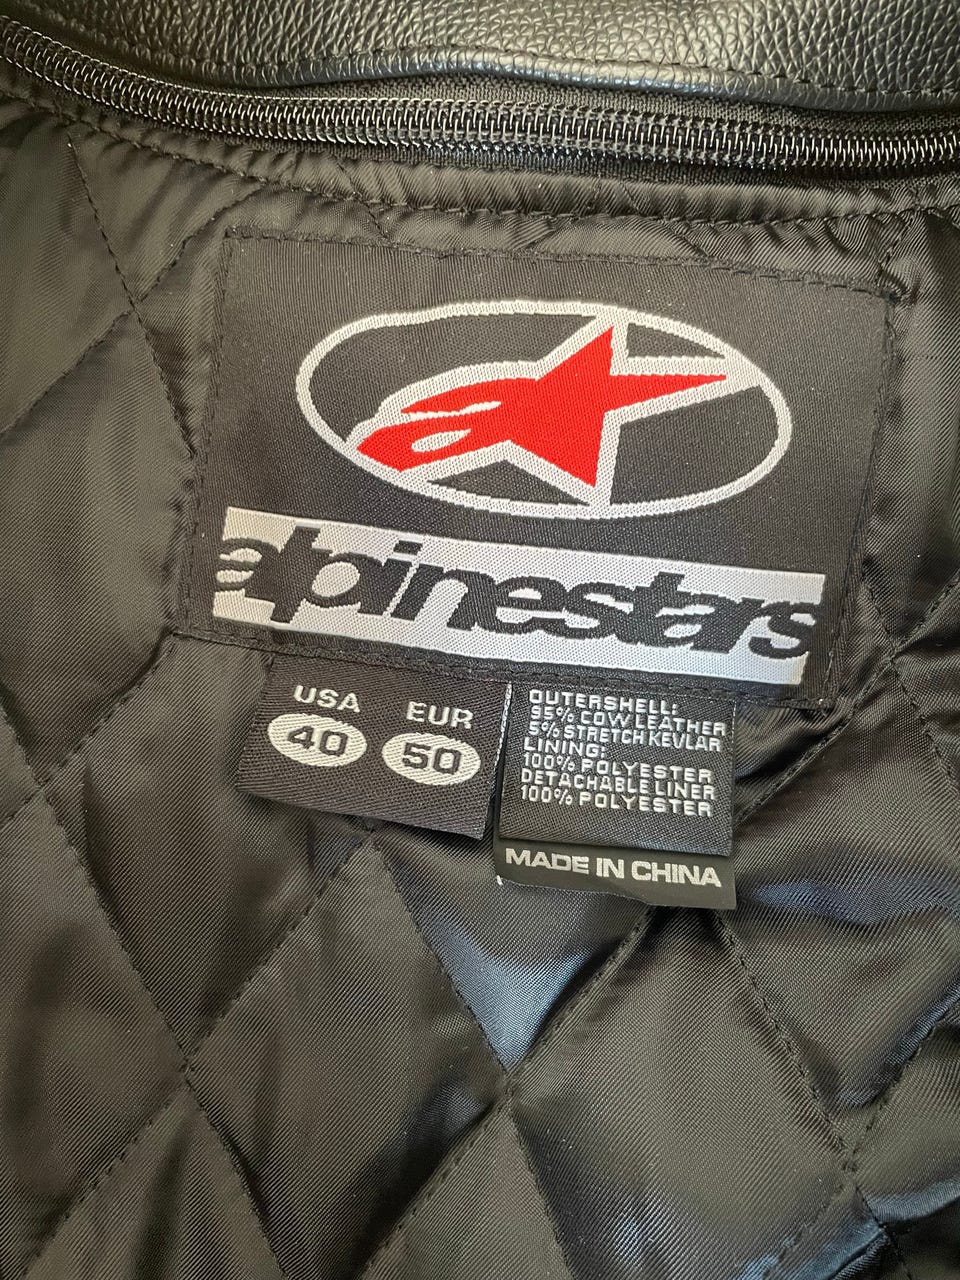 alpinestars
USA
40
EUR
50
OUTERSHELL:
95% COW LEATHER
5% STRETCH KEVLAR
LINING:
100% POLYESTER
DETACHABLE LINER
100% POLYESTER
MADE IN CHINA